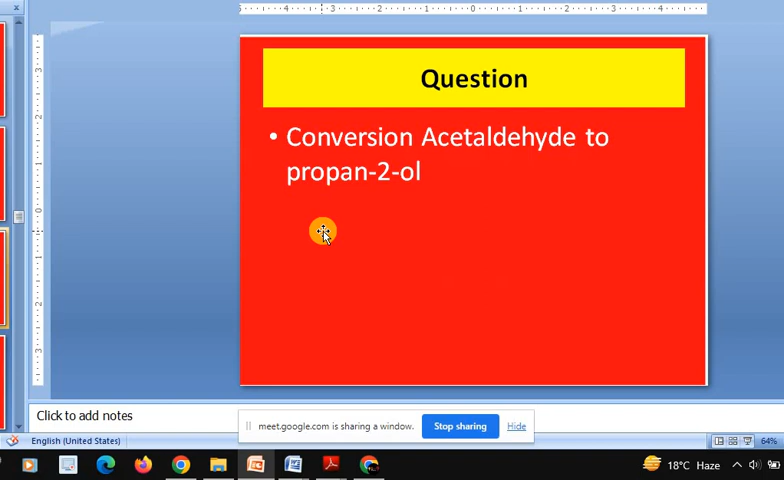 Question
• Conversion Acetaldehyde to
propan-2-ol
Click to add notes
meet.google.com is sharing a window.
Stop sharing
Hide
English (United States)
64%
18°C Haze